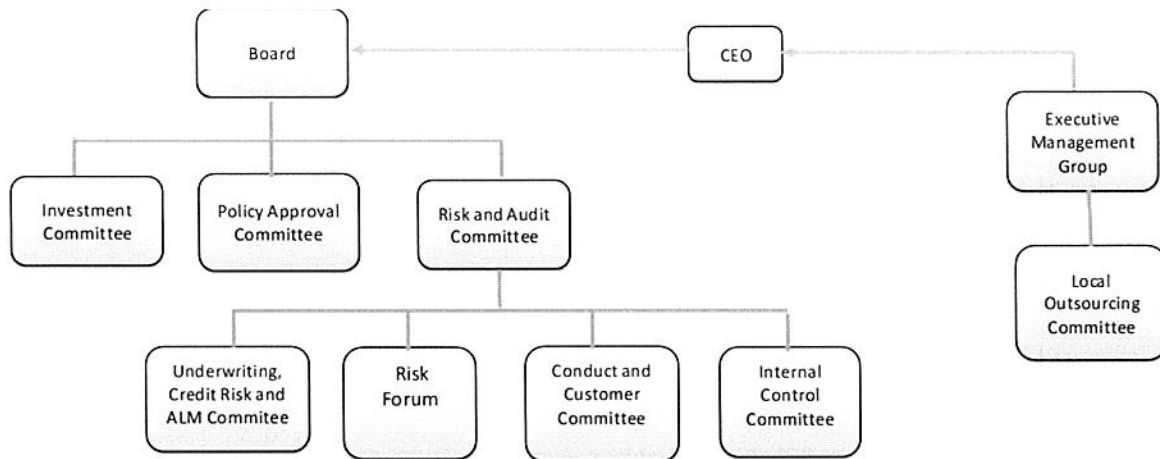 Board
CEO
Executive
Management
Group
Investment
Committee
Policy Approval
Committee
Risk and Audit
Committee
Local
Outsourcing
Committee
Underwriting,
Credit Risk and
ALM Commitee
Risk
Forum
Conduct and
Customer
Committee
Internal
Control
Committee